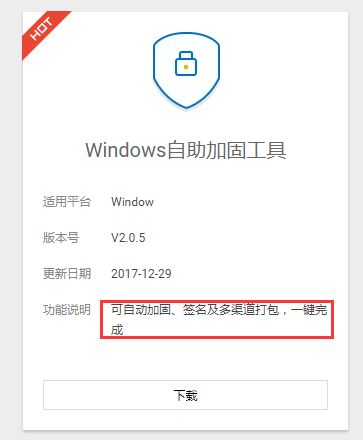 HOT
Windows自助加固工具
适用平台 Window
版本号 V2.0.5
更新日期 2017-12-29
功能说明 可自动加固、签名及多渠道打包，一键完
成
下载